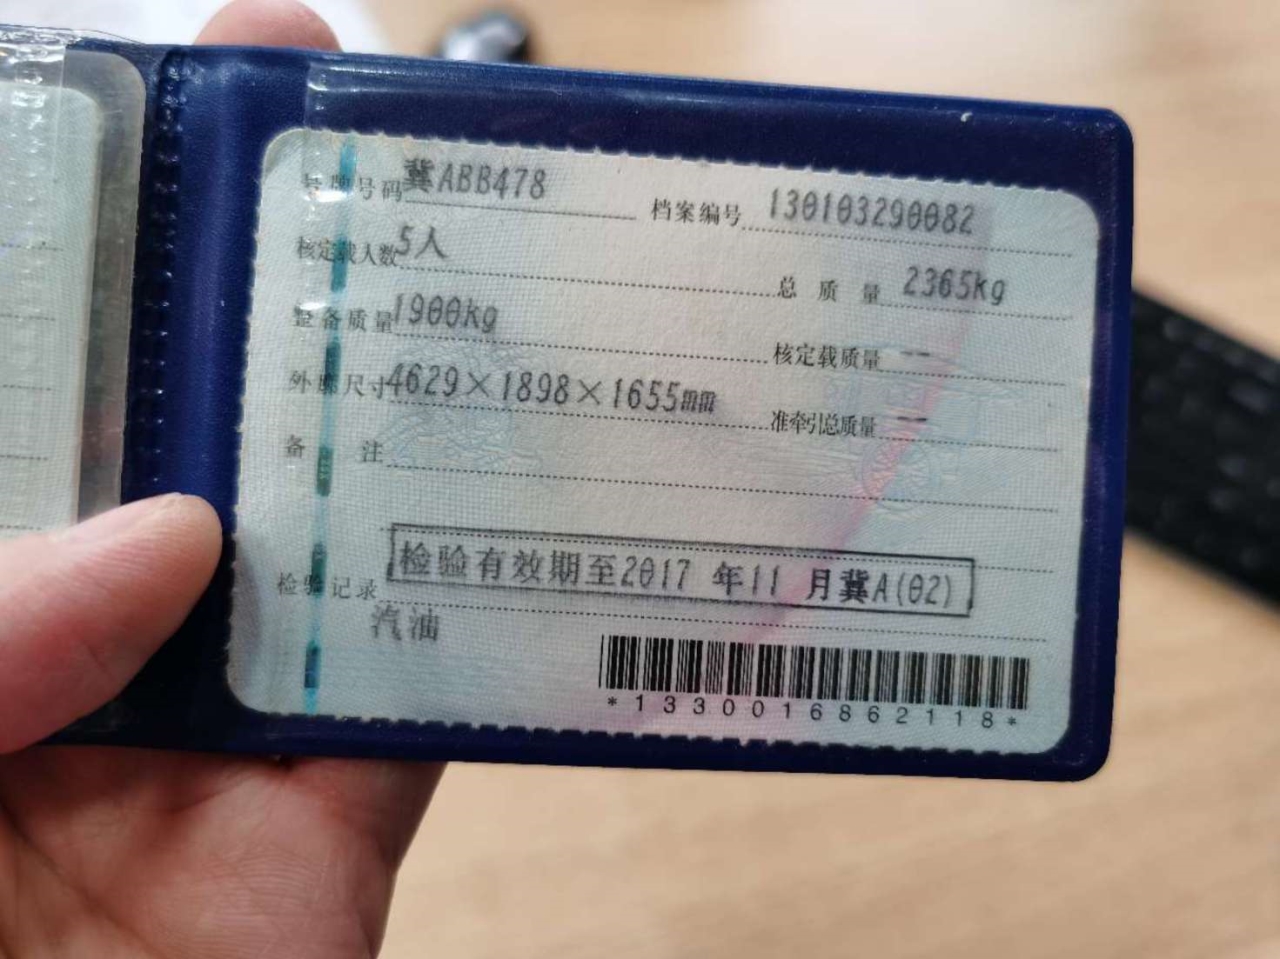 号牌号码 冀ABB478 档案编号 130103290082
核定载人数 5人 总质量 2365kg
整备质量 1900kg 核定载质量 --
外廓尺寸 4629×1898×1655mm 准牵引总质量 --
备注
检验记录 检验有效期至2017 年11 月冀A(02)
汽油
*1330016862118*